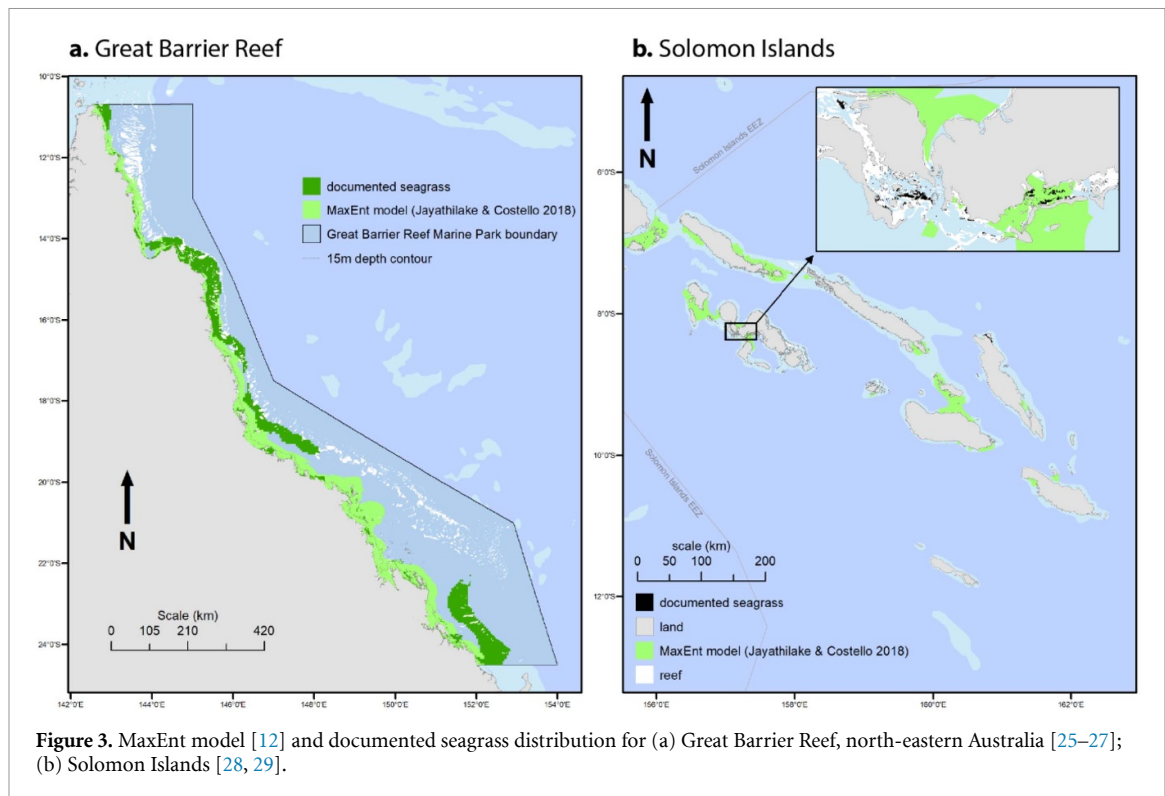 a. Great Barrier Reef
10°0'S
12°0'S
14°0'S
16°0'S
18°0'S
20°0'S
22°0'S
24°0'S
documented seagrass
MaxEnt model (Jayathilake & Costello 2018)
Great Barrier Reef Marine Park boundary
15m depth contour
N
Scale (km)
0 105 210 420
142°0'E 144°0'E 146°0'E 148°0'E 150°0'E 152°0'E 154°0'E
b. Solomon Islands
Solomon Islands EEZ
6°0'S
8°0'S
10°0'S
12°0'S
N
Solomon Islands EEZ
scale (km)
0 50 100 200
documented seagrass
land
MaxEnt model (Jayathilake & Costello 2018)
reef
156°0'E 158°0'E 160°0'E 162°0'E
Figure 3. MaxEnt model [12] and documented seagrass distribution for (a) Great Barrier Reef, north-eastern Australia [25–27];
(b) Solomon Islands [28, 29].